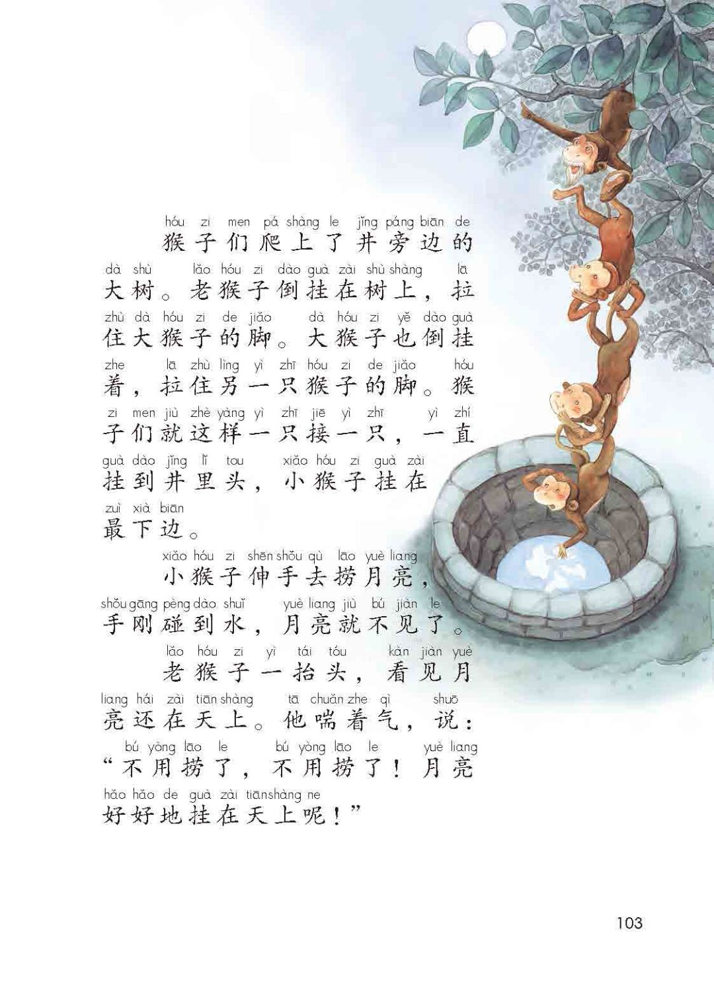 hóu zi men pá shàng le jǐng páng biān de
猴子们爬上了井旁边的
dà shù lǎo hóu zi dào guà zài shù shàng lā
大树。老猴子倒挂在树上，拉
zhù dà hóu zi de jiǎo dà hóu zi yě dào guà
住大猴子的脚。大猴子也倒挂
zhe lā zhù lìng yì zhī hóu zi de jiǎo hóu
着，拉住另一只猴子的脚。猴
zi men jiù zhè yàng yì zhī jiē yì zhī yì zhí
子们就这样一只接一只，一直
guà dào jǐng lǐ tou xiǎo hóu zi guà zài
挂到井里头，小猴子挂在
zuì xià biān
最下边。
xiǎo hóu zi shēn shǒu qù lāo yuè liang
小猴子伸手去捞月亮，
shǒu gāng pèng dào shuǐ yuè liang jiù bú jiàn le
手刚碰到水，月亮就不见了。
lǎo hóu zi yì tái tóu kàn jiàn yuè
老猴子一抬头，看见月
liang hái zài tiān shàng tā chuǎn zhe qì shuō
亮还在天上。他喘着气，说：
bú yòng lāo le bú yòng lāo le yuè liang
“不用捞了，不用捞了！月亮
hǎo hǎo de guà zài tiān shàng ne
好好地挂在天上呢！”
103